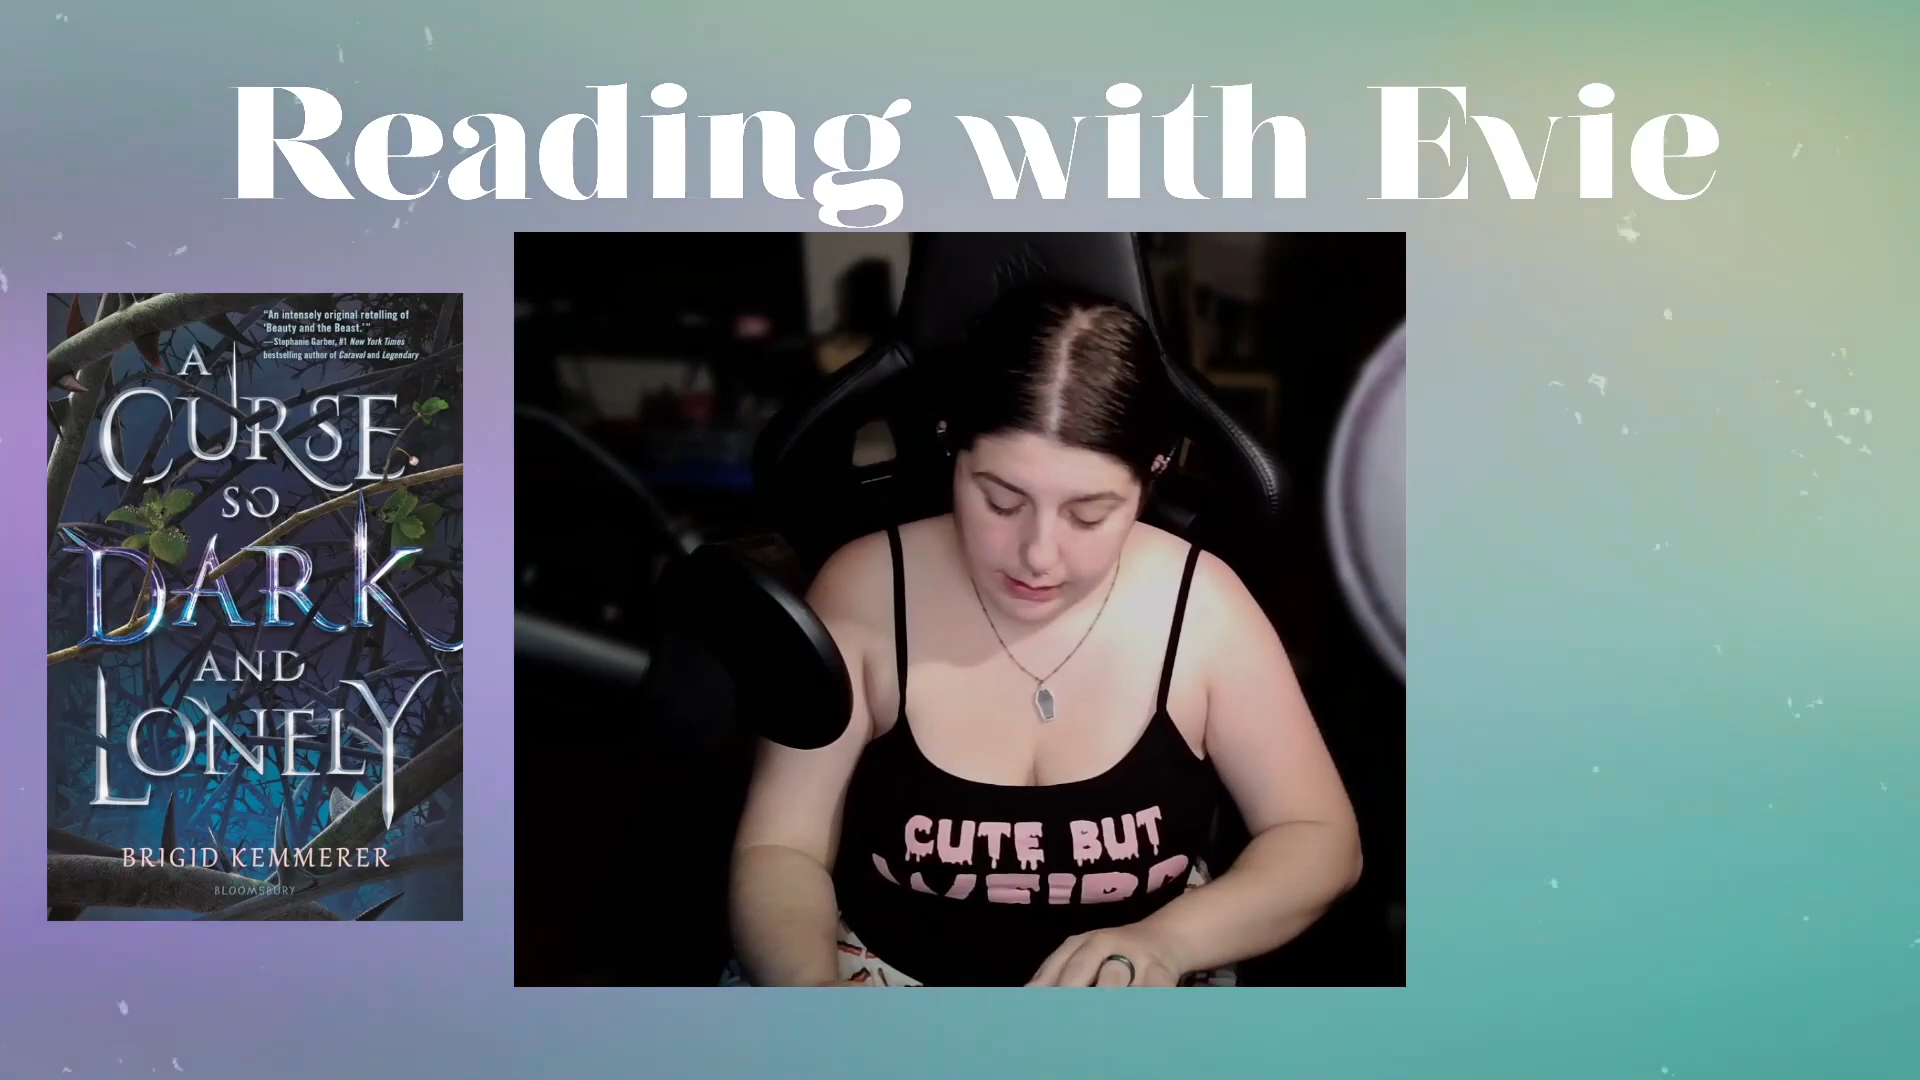 Reading with Evie
"An intensely original retelling of
'Beauty and the Beast.'"
—Stephanie Garber, #1 New York Times
bestselling author of Caraval and Legendary
A
CURSE
SO
DARK
AND
LONELY
BRIGID KEMMERER
BLOOMSBURY
CUTE BUT
WEIRD